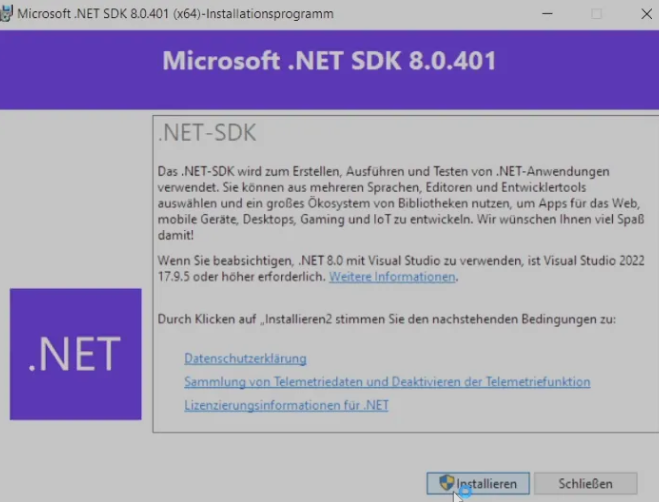 Microsoft .NET SDK 8.0.401 (x64)-Installationsprogramm
Microsoft .NET SDK 8.0.401
.NET-SDK
Das .NET-SDK wird zum Erstellen, Ausführen und Testen von .NET-Anwendungen
verwendet. Sie können aus mehreren Sprachen, Editoren und Entwicklertools
auswählen und ein großes Ökosystem von Bibliotheken nutzen, um Apps für das Web,
mobile Geräte, Desktops, Gaming und IoT zu entwickeln. Wir wünschen Ihnen viel Spaß
damit!
Wenn Sie beabsichtigen, .NET 8.0 mit Visual Studio zu verwenden, ist Visual Studio 2022
17.9.5 oder höher erforderlich. Weitere Informationen.
Durch Klicken auf „Installieren2 stimmen Sie den nachstehenden Bedingungen zu:
.NET
Datenschutzerklärung
Sammlung von Telemetriedaten und Deaktivieren der Telemetriefunktion
Lizenzierungsinformationen für .NET
Installieren
Schließen